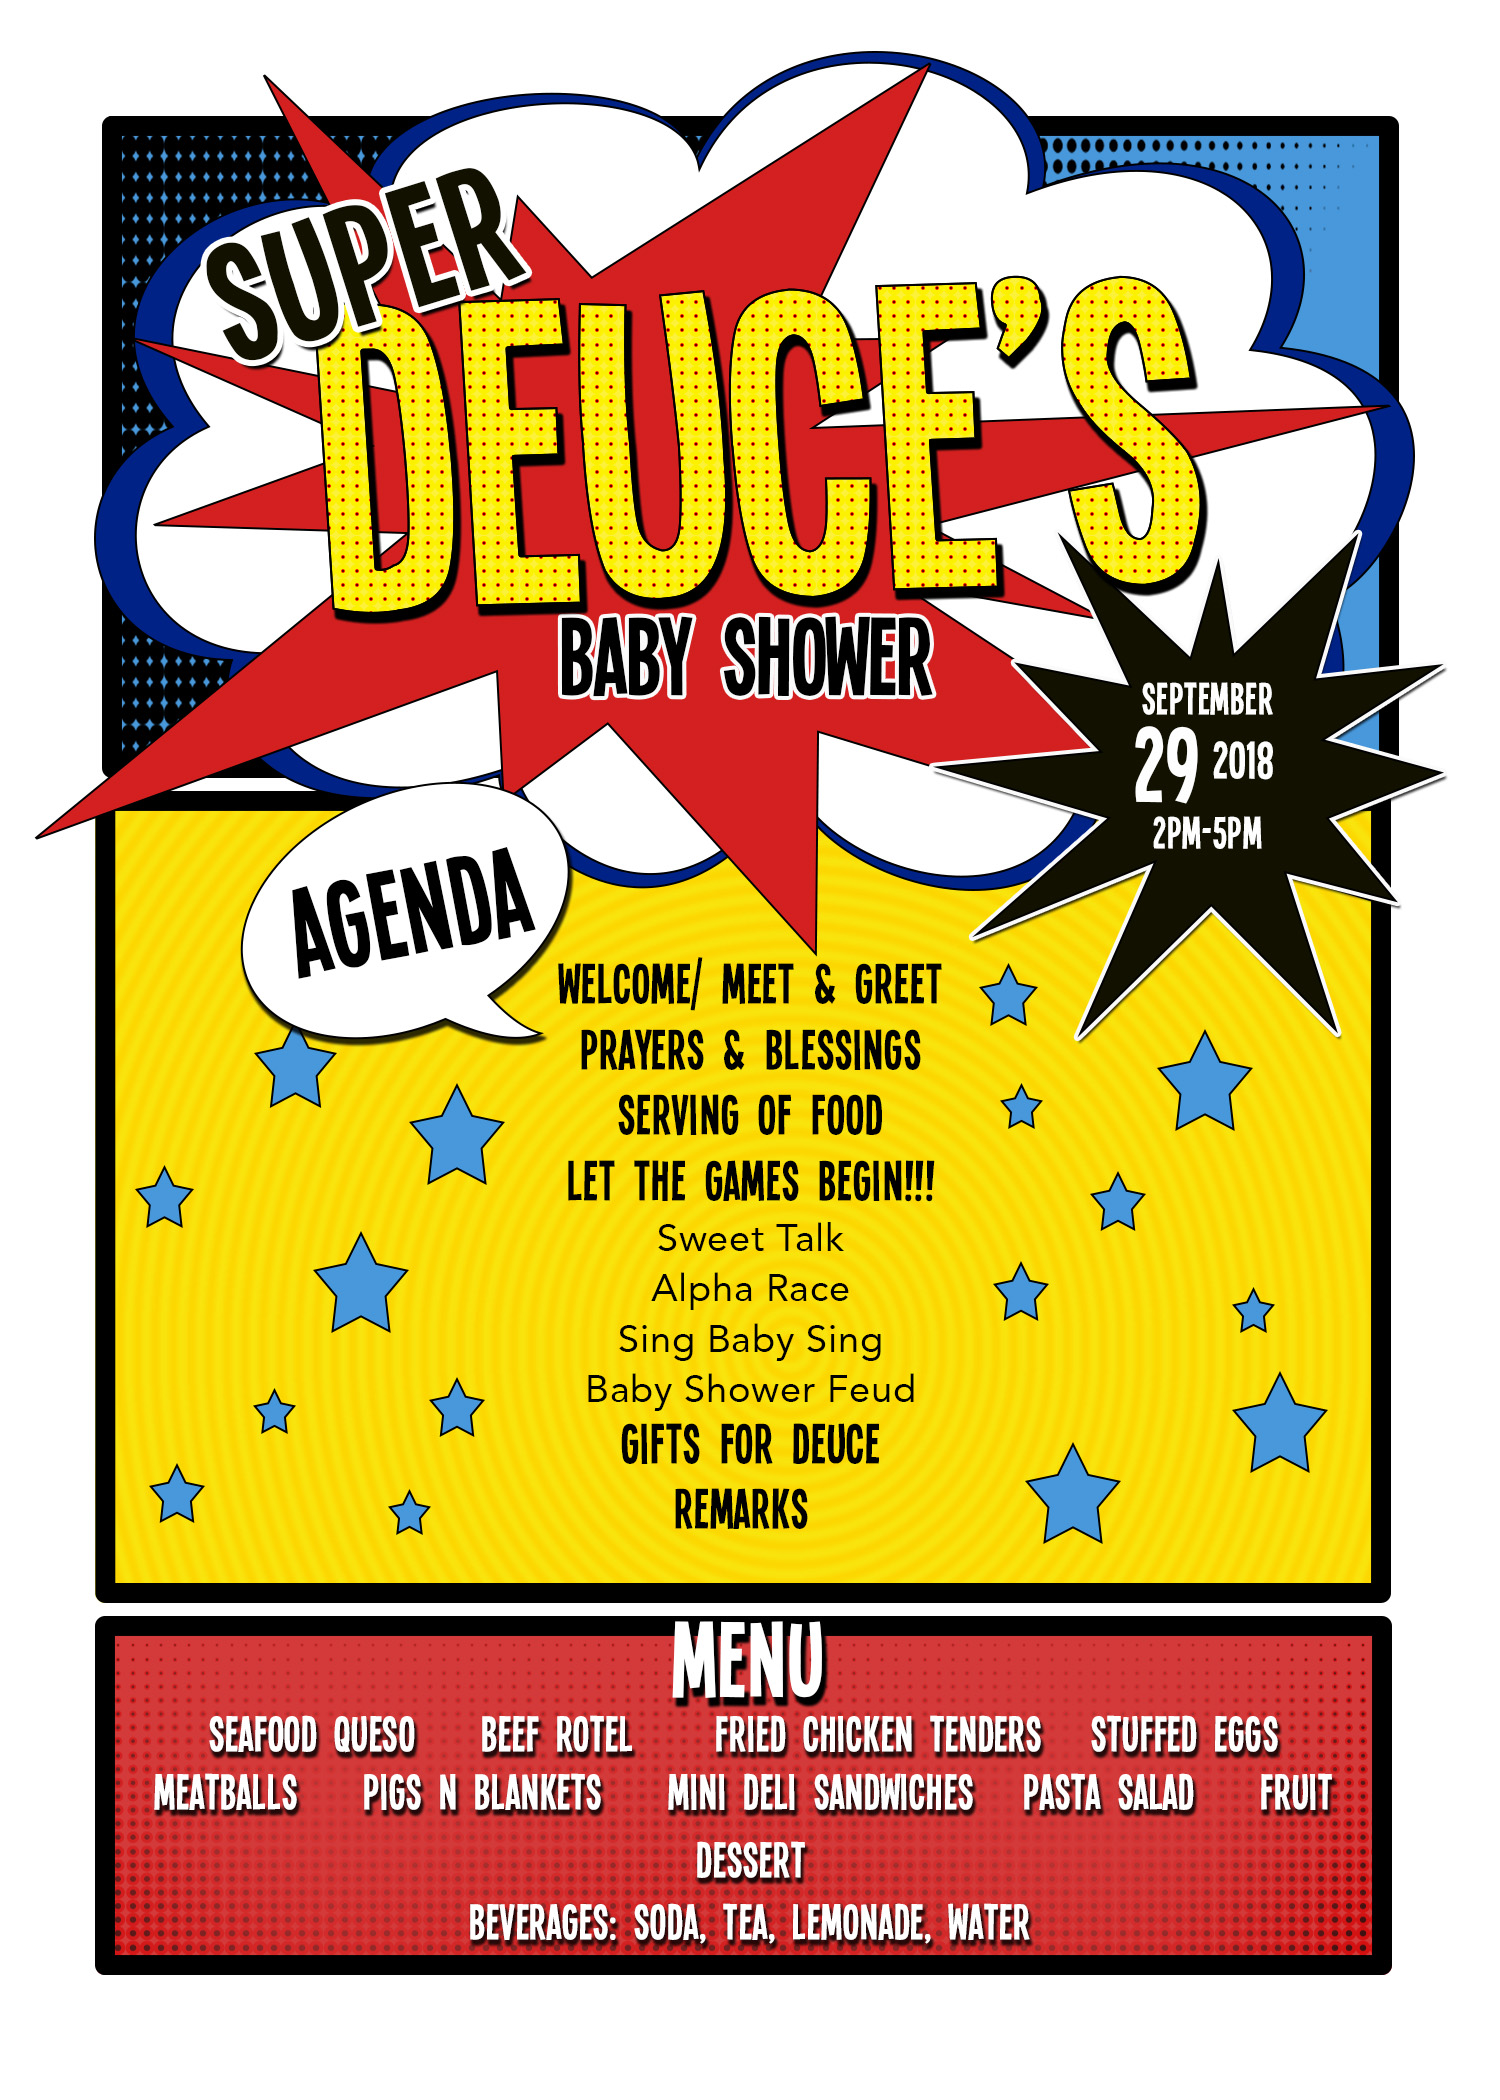 SUPER
DEUCE'S
BABY SHOWER
SEPTEMBER
29 2018
2PM-5PM
AGENDA
WELCOME/ MEET & GREET
PRAYERS & BLESSINGS
SERVING OF FOOD
LET THE GAMES BEGIN!!!
Sweet Talk
Alpha Race
Sing Baby Sing
Baby Shower Feud
GIFTS FOR DEUCE
REMARKS
MENU
SEAFOOD QUESO BEEF ROTEL FRIED CHICKEN TENDERS STUFFED EGGS
MEATBALLS PIGS N BLANKETS MINI DELI SANDWICHES PASTA SALAD FRUIT
DESSERT
BEVERAGES: SODA, TEA, LEMONADE, WATER